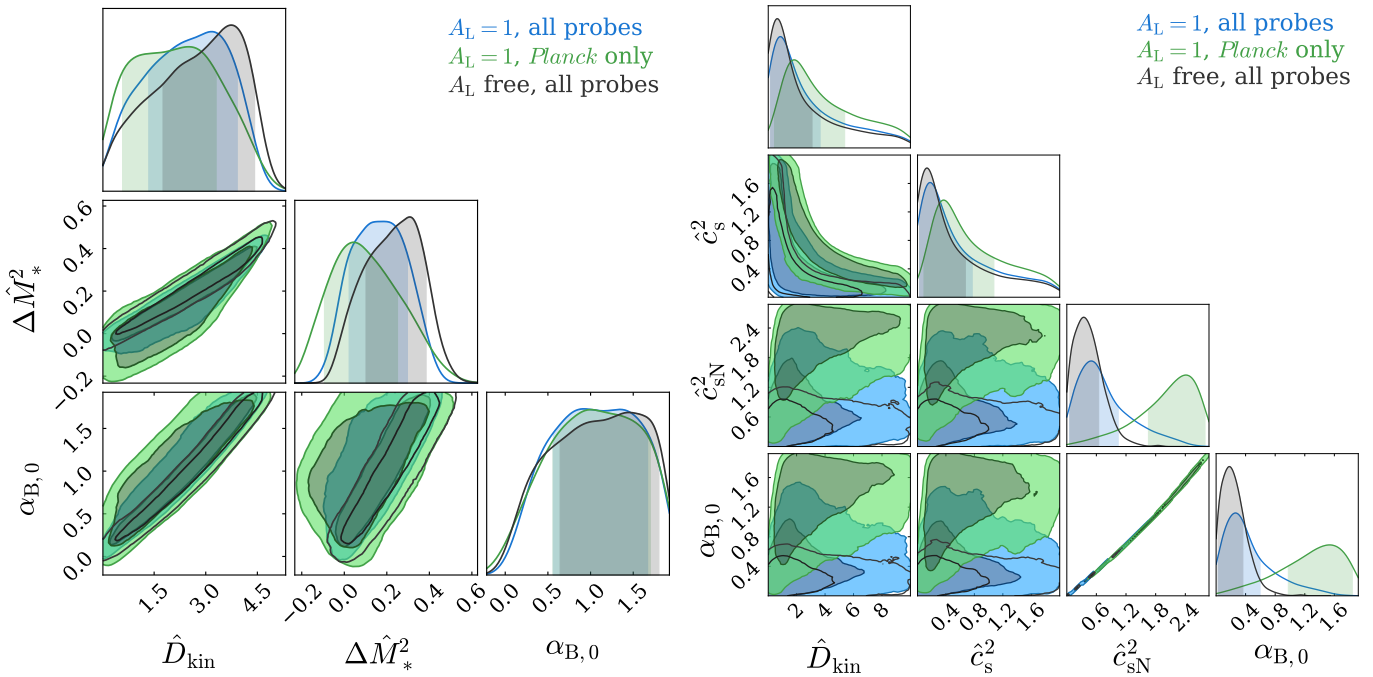 A_L = 1, all probes
A_L = 1, Planck only
A_L free, all probes
0.6
0.4
0.2
0.0
−0.2
ΔM̂²_*
1.5
1.0
0.5
0.0
α_B,0
1.5 3.0 4.5
D̂_kin
−0.2 0.0 0.2 0.4 0.6
ΔM̂²_*
0.0 0.5 1.0 1.5
α_B,0
A_L = 1, all probes
A_L = 1, Planck only
A_L free, all probes
1.6
1.2
0.8
0.4
ĉ²_s
2.4
1.8
1.2
0.6
ĉ²_sN
1.6
1.2
0.8
0.4
α_B,0
2 4 6 8
D̂_kin
0.4 0.8 1.2 1.6
ĉ²_s
0.6 1.2 1.8 2.4
ĉ²_sN
0.4 0.8 1.2 1.6
α_B,0